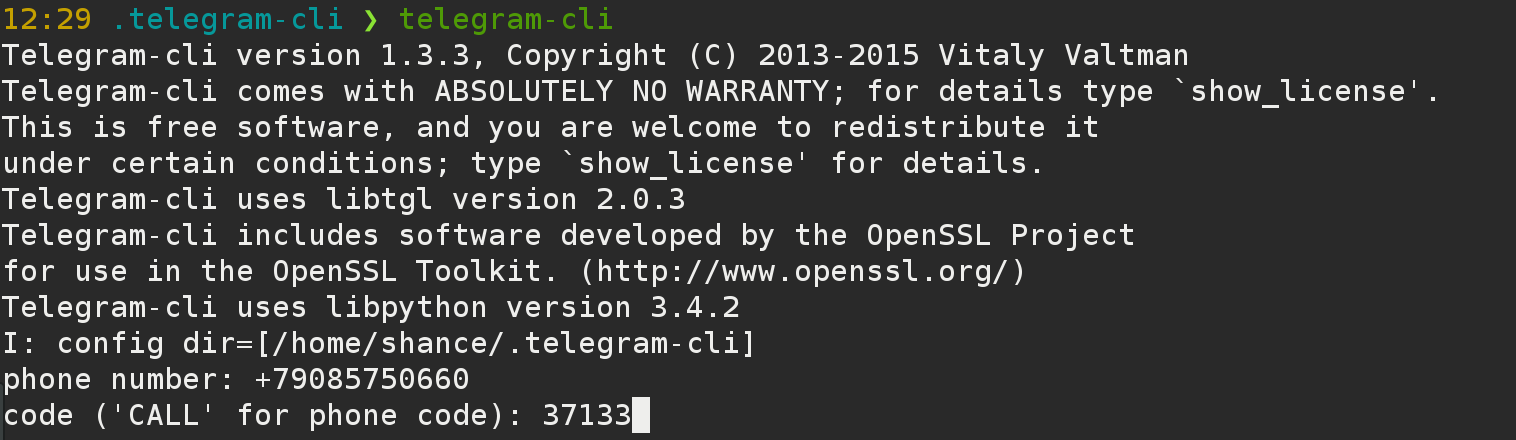 12:29 .telegram-cli ❯ telegram-cli
Telegram-cli version 1.3.3, Copyright (C) 2013-2015 Vitaly Valtman
Telegram-cli comes with ABSOLUTELY NO WARRANTY; for details type `show_license'.
This is free software, and you are welcome to redistribute it
under certain conditions; type `show_license' for details.
Telegram-cli uses libtgl version 2.0.3
Telegram-cli includes software developed by the OpenSSL Project
for use in the OpenSSL Toolkit. (http://www.openssl.org/)
Telegram-cli uses libpython version 3.4.2
I: config dir=[/home/shance/.telegram-cli]
phone number: +79085750660
code ('CALL' for phone code): 37133